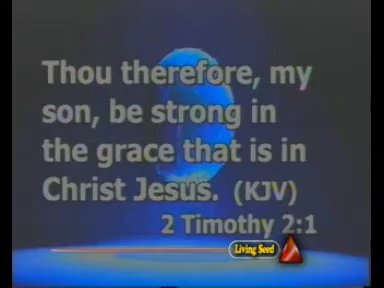 Thou therefore, my
son, be strong in
the grace that is in
Christ Jesus. (KJV)
2 Timothy 2:1
Living Seed